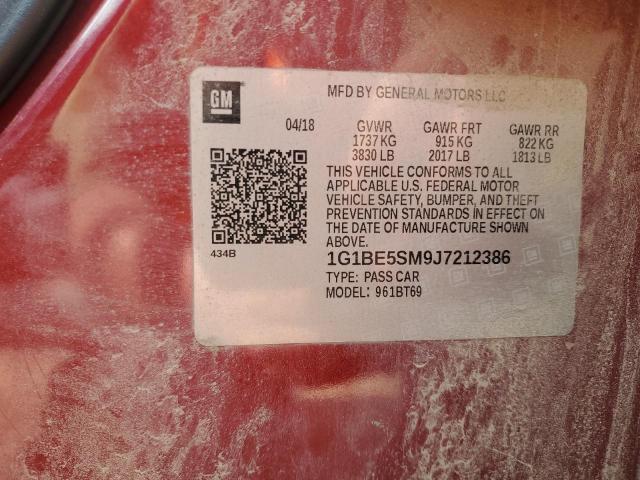 GM
MFD BY GENERAL MOTORS LLC
04/18 GVWR GAWR FRT GAWR RR
1737 KG 915 KG 822 KG
3830 LB 2017 LB 1813 LB
THIS VEHICLE CONFORMS TO ALL
APPLICABLE U.S. FEDERAL MOTOR
VEHICLE SAFETY, BUMPER, AND THEFT
PREVENTION STANDARDS IN EFFECT ON
THE DATE OF MANUFACTURE SHOWN
ABOVE.
434B
1G1BE5SM9J7212386
TYPE: PASS CAR
MODEL: 961BT69